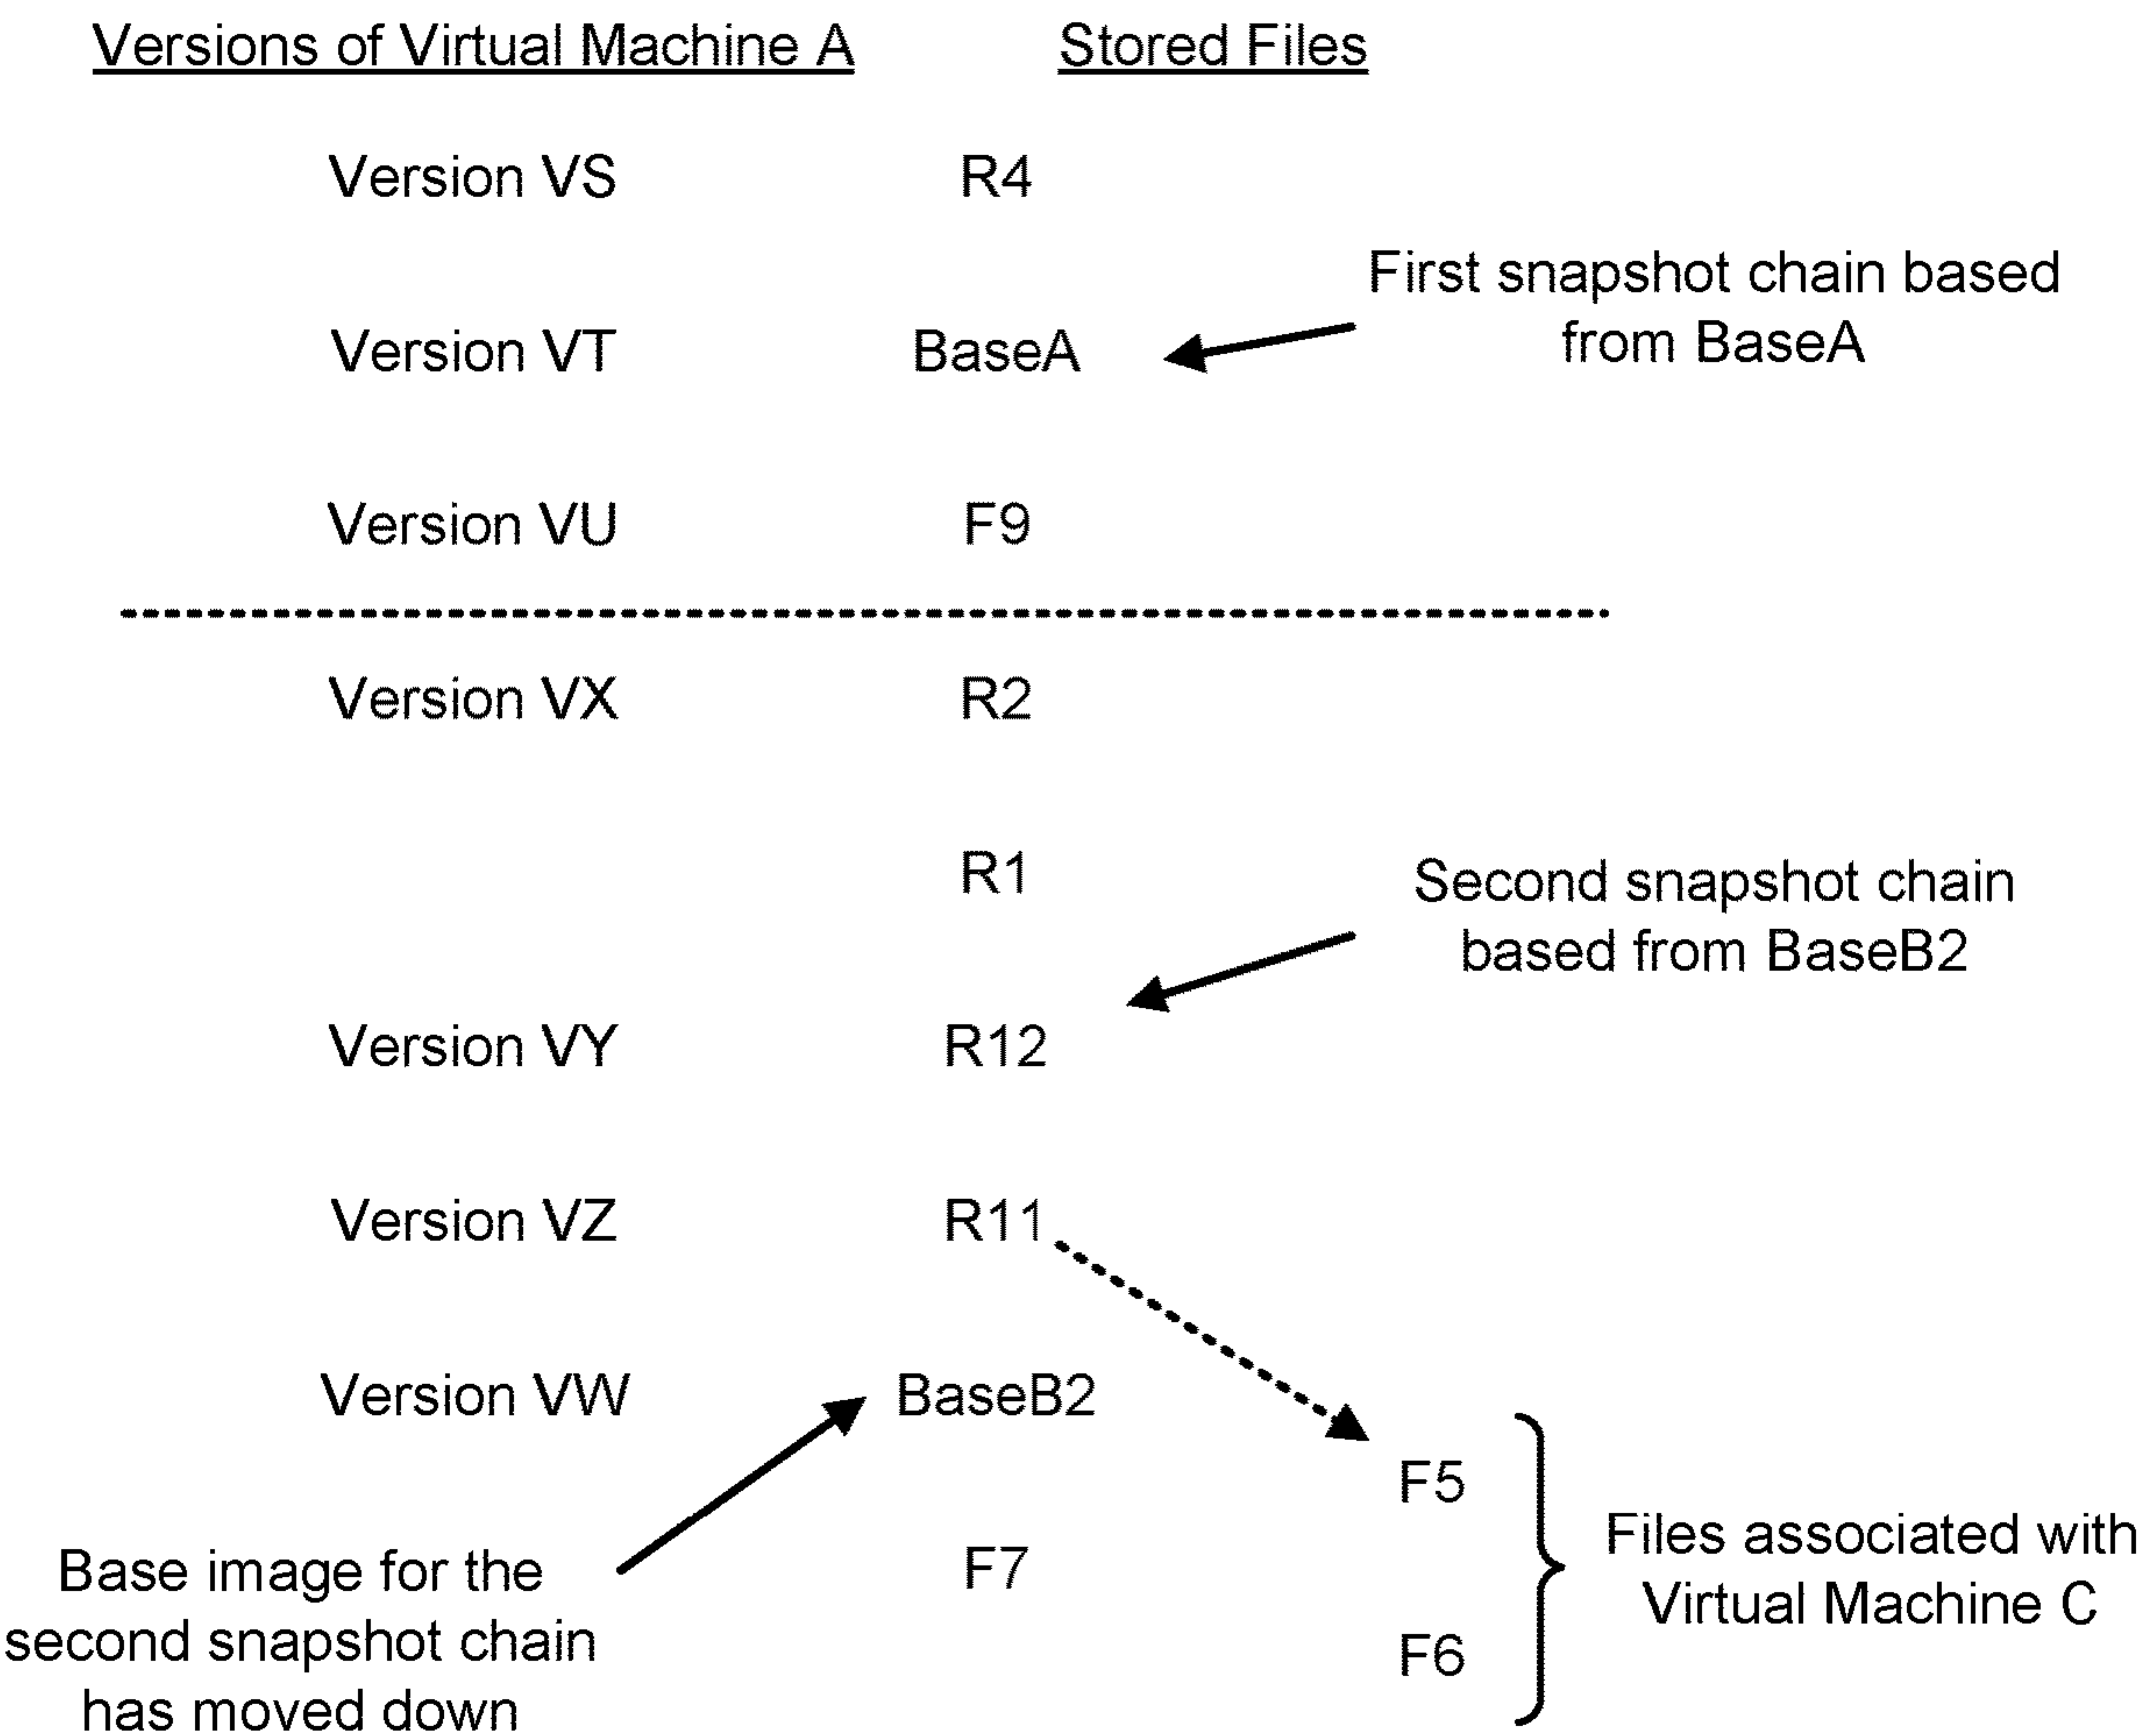 Versions of Virtual Machine A Stored Files
Version VS R4
First snapshot chain based
from BaseA
Version VT BaseA
Version VU F9
Version VX R2
R1
Second snapshot chain
based from BaseB2
Version VY R12
Version VZ R11
Version VW BaseB2
F5
F7
F6
Files associated with
Virtual Machine C
Base image for the
second snapshot chain
has moved down